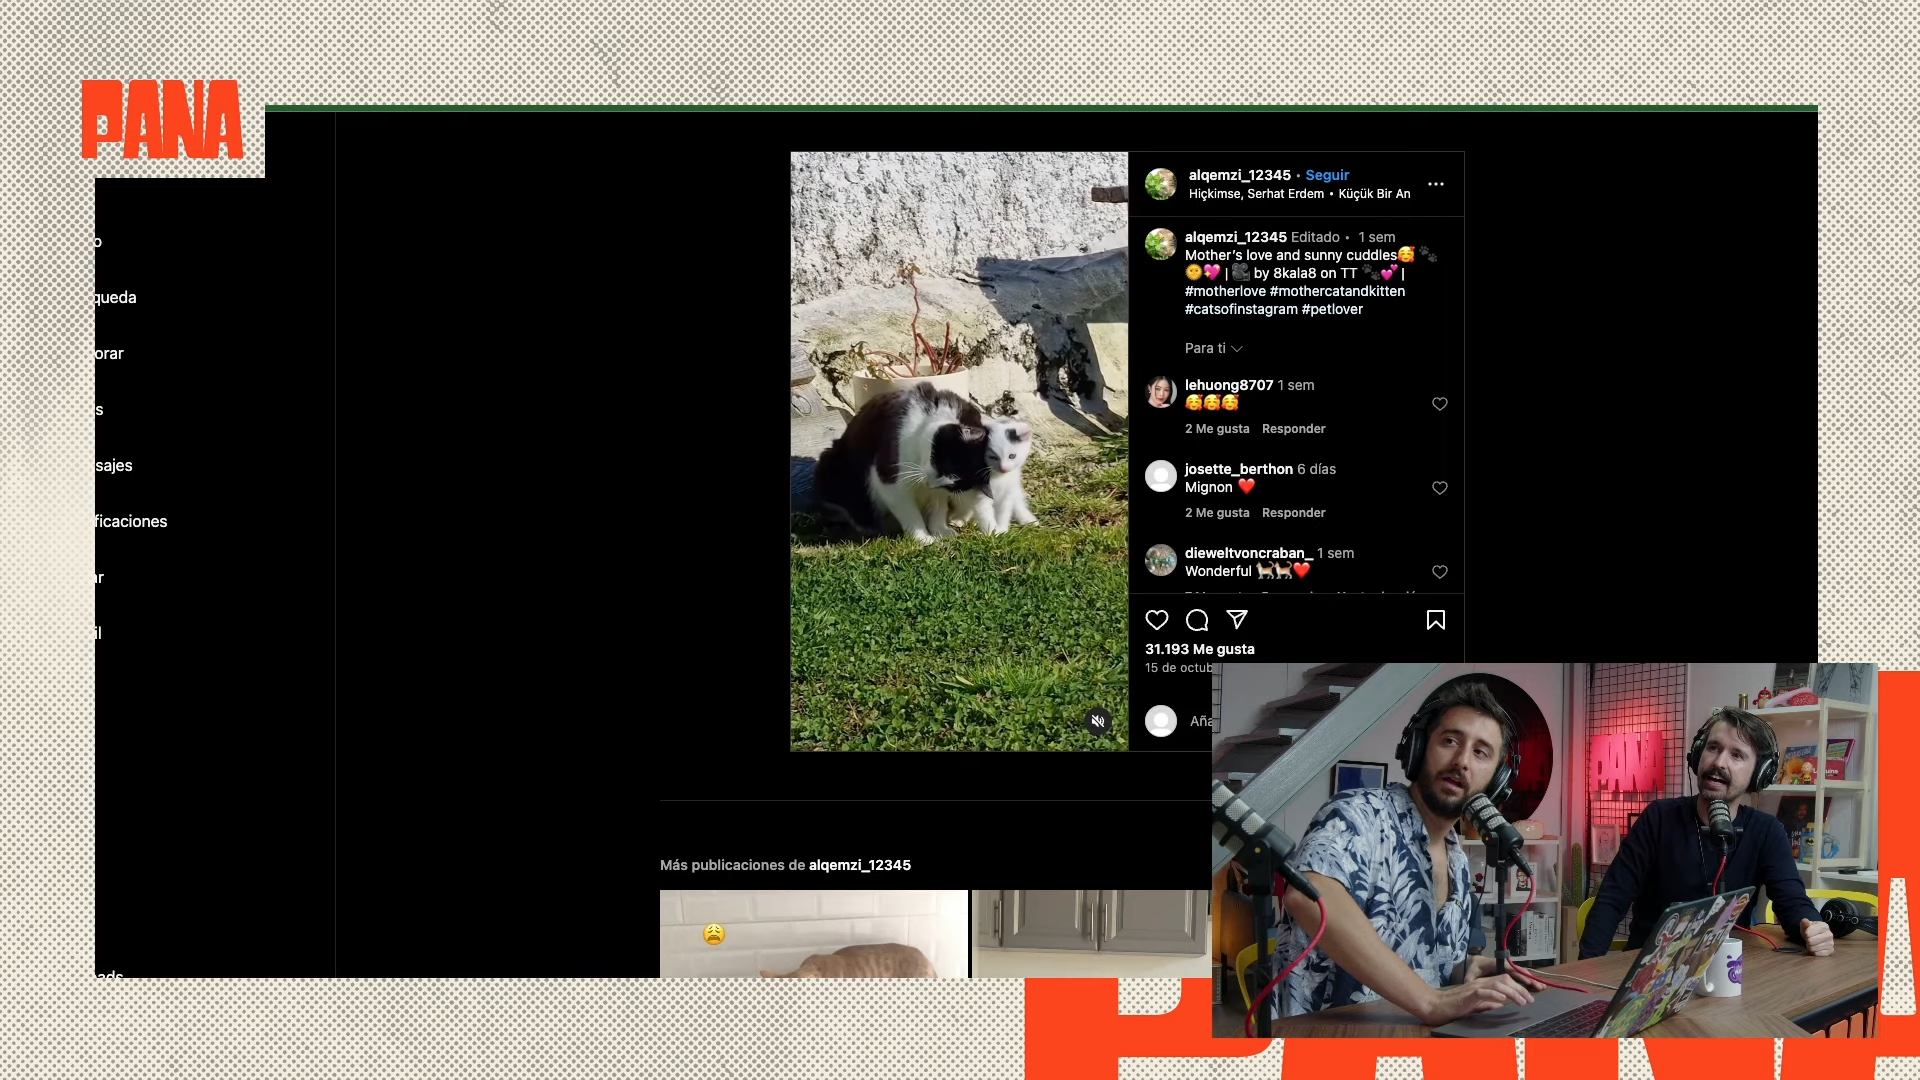 PANA
o
queda
orar
s
sajes
ficaciones
ar
il
ads
alqemzi_12345 • Seguir
Hiçkimse, Serhat Erdem • Küçük Bir An
alqemzi_12345 Editado • 1 sem
Mother's love and sunny cuddles🥰 🐾
🌞💖 | 🎥 by 8kala8 on TT 🐾💕 |
#motherlove #mothercatandkitten
#catsofinstagram #petlover
Para ti
lehuong8707 1 sem
🥰🥰🥰
2 Me gusta Responder
josette_berthon 6 días
Mignon ❤️
2 Me gusta Responder
dieweltvoncraban_ 1 sem
Wonderful 🐈🐈❤️
31.193 Me gusta
15 de octub
Aña
Más publicaciones de alqemzi_12345
😩
PANA